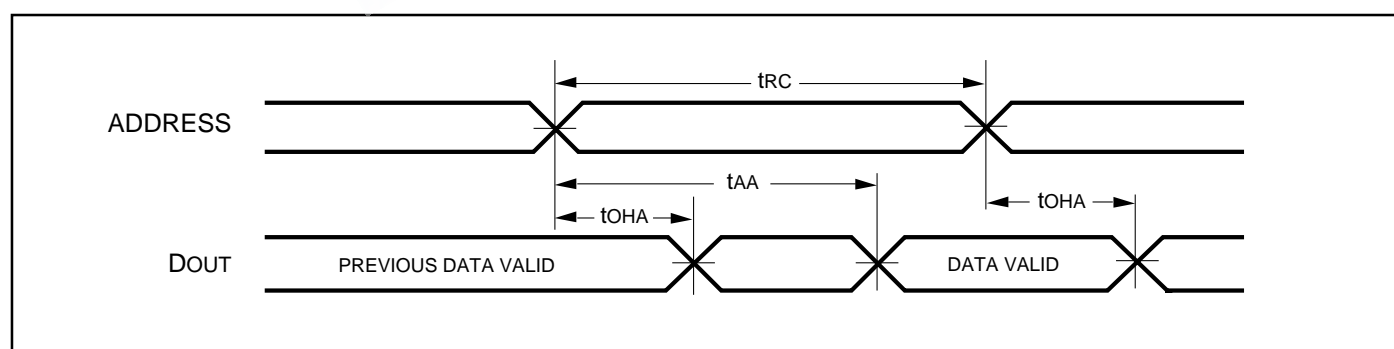 tRC
ADDRESS
tAA
tOHA
tOHA
DOUT
PREVIOUS DATA VALID
DATA VALID